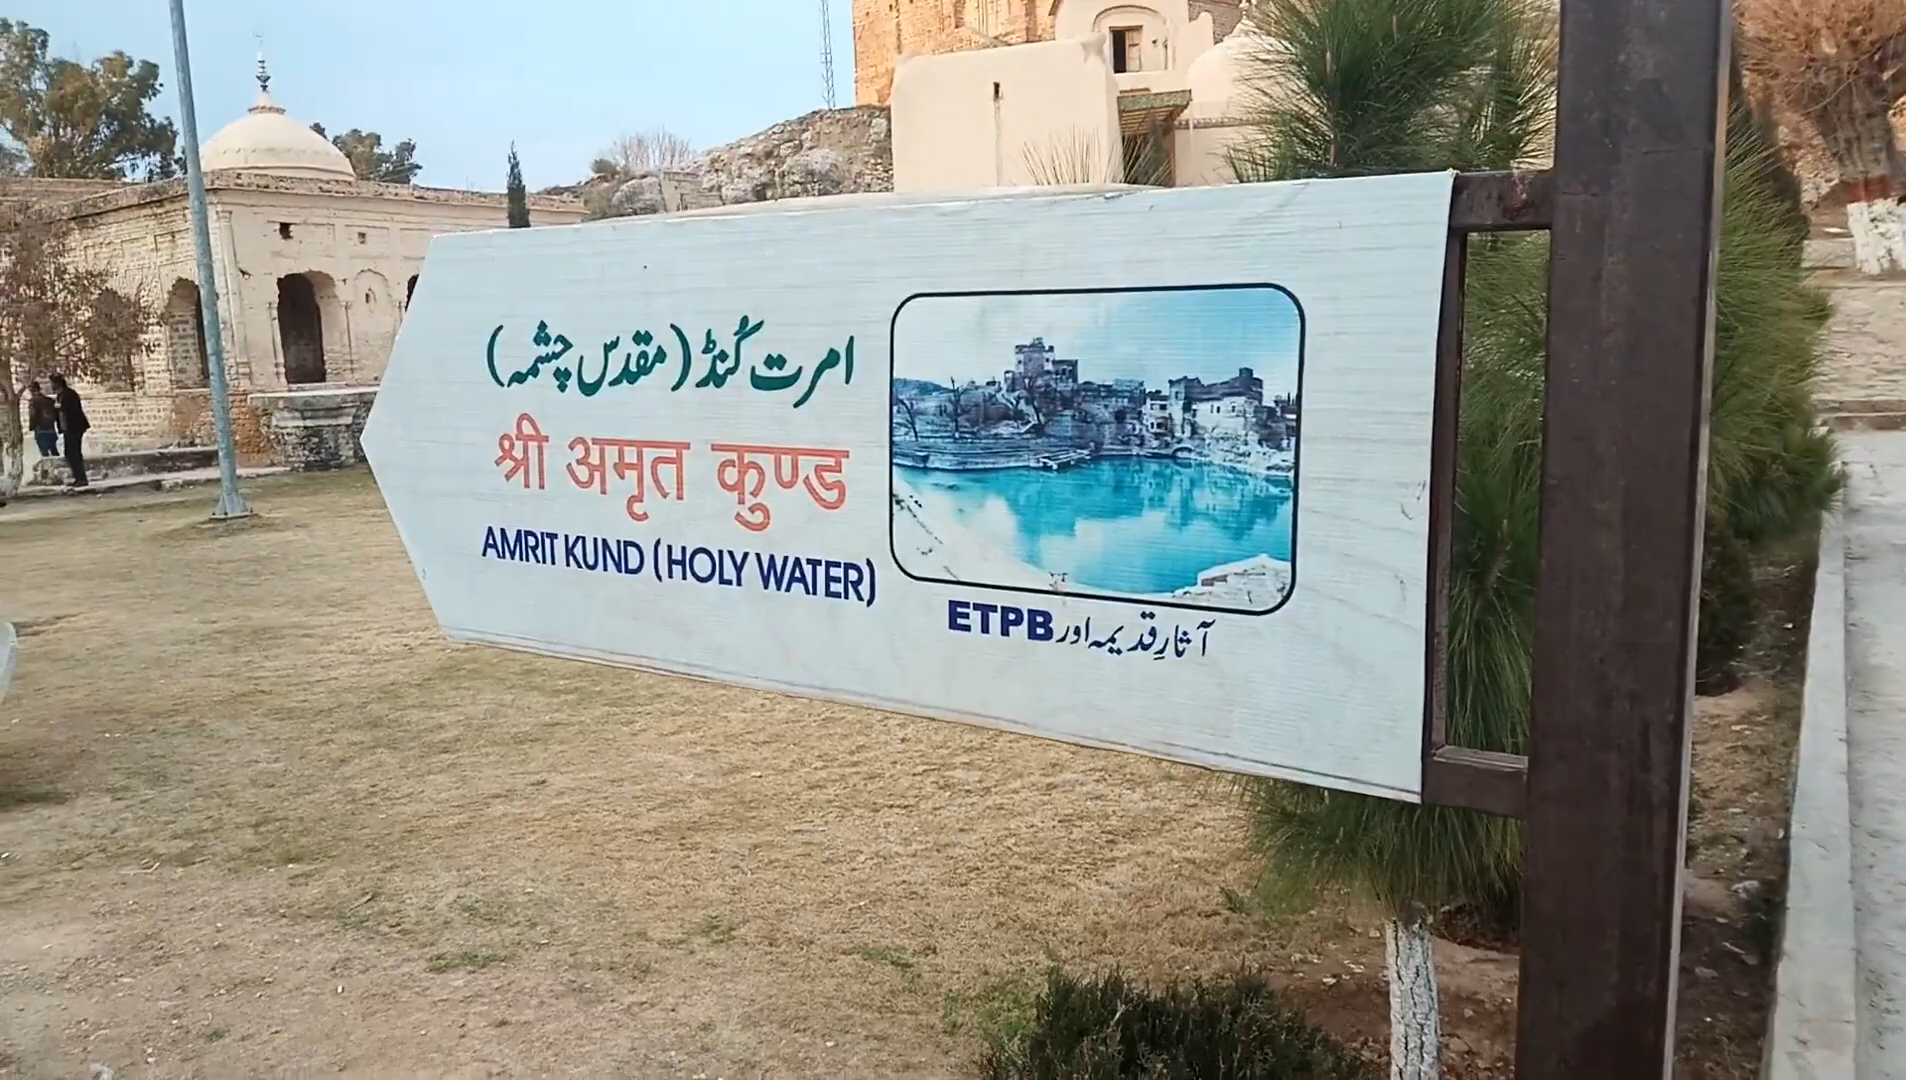 امرت کُنڈ (مقدس چشمہ)
श्री अमृत कुण्ड
AMRIT KUND (HOLY WATER)
آثارِ قدیمہ اور ETPB